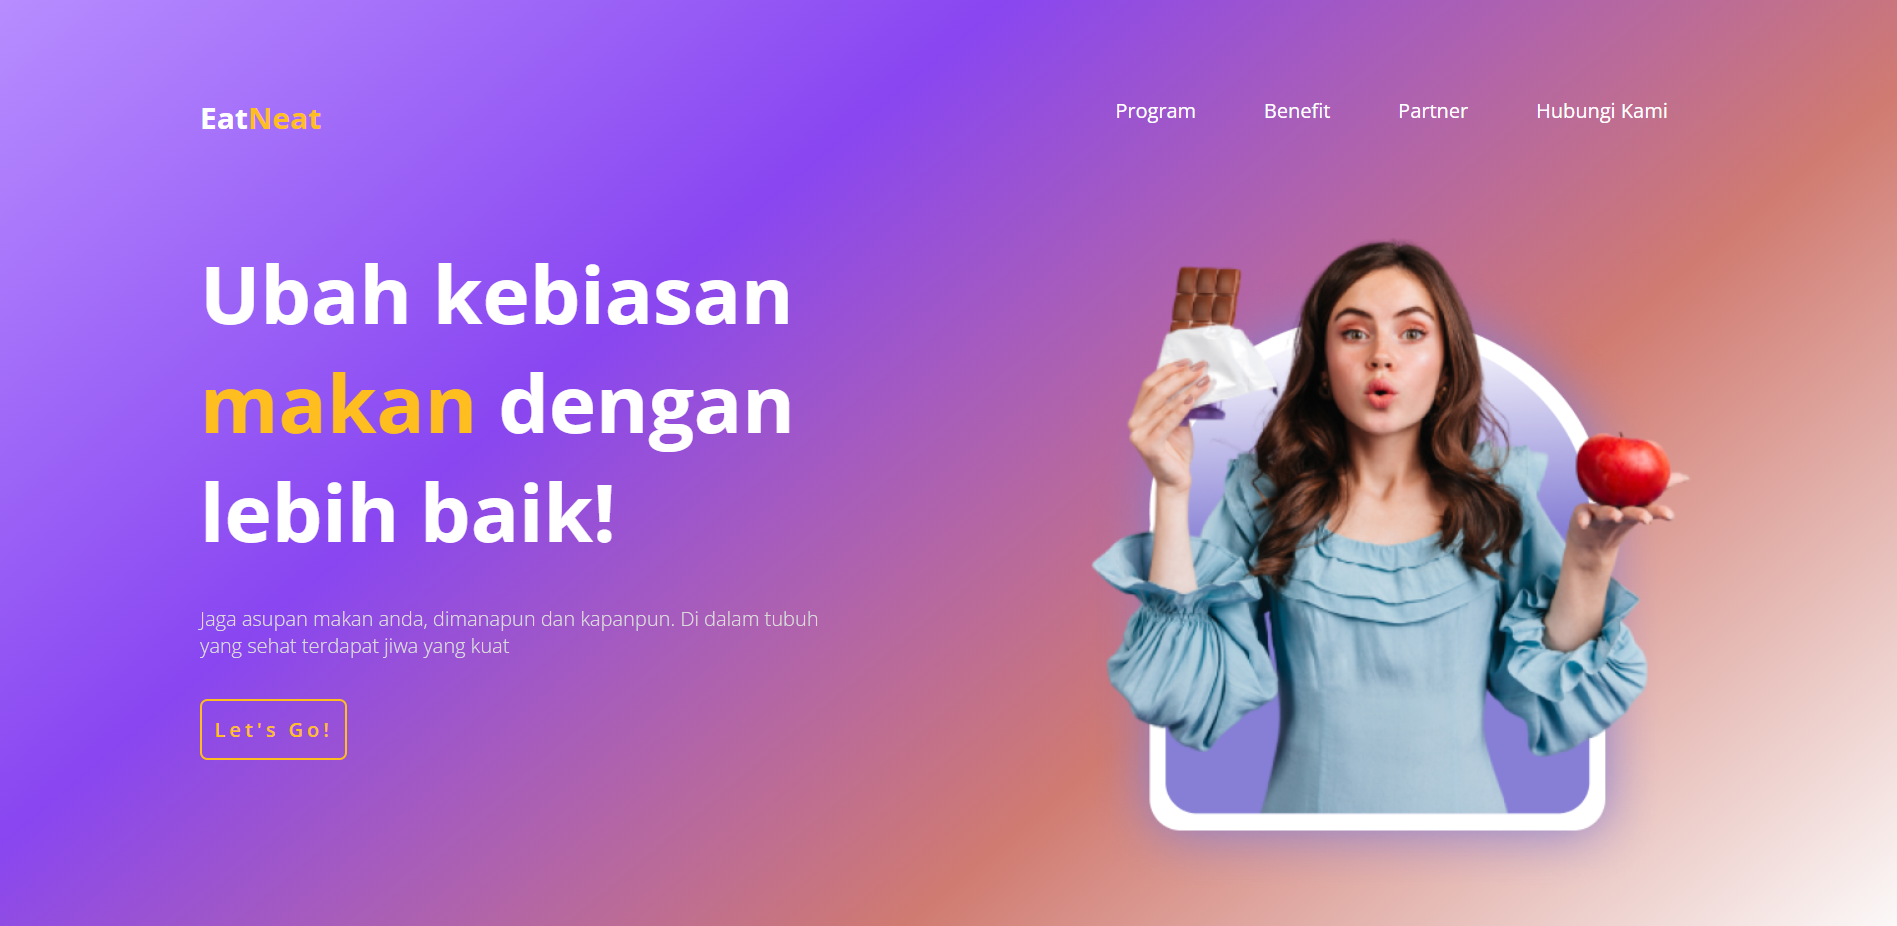 EatNeat
Program Benefit Partner Hubungi Kami
Ubah kebiasan
makan dengan
lebih baik!
Jaga asupan makan anda, dimanapun dan kapanpun. Di dalam tubuh
yang sehat terdapat jiwa yang kuat
Let's Go!